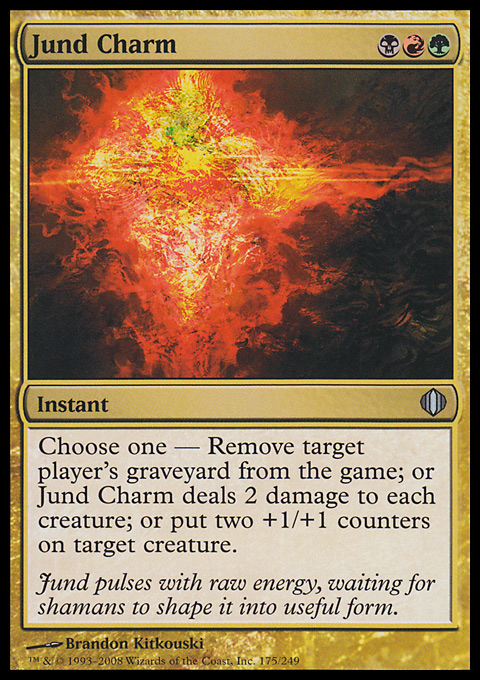 Jund Charm
Instant
Choose one — Remove target
player's graveyard from the game; or
Jund Charm deals 2 damage to each
creature; or put two +1/+1 counters
on target creature.
Jund pulses with raw energy, waiting for
shamans to shape it into useful form.
Brandon Kitkouski
™ & © 1993–2008 Wizards of the Coast, Inc. 175/249